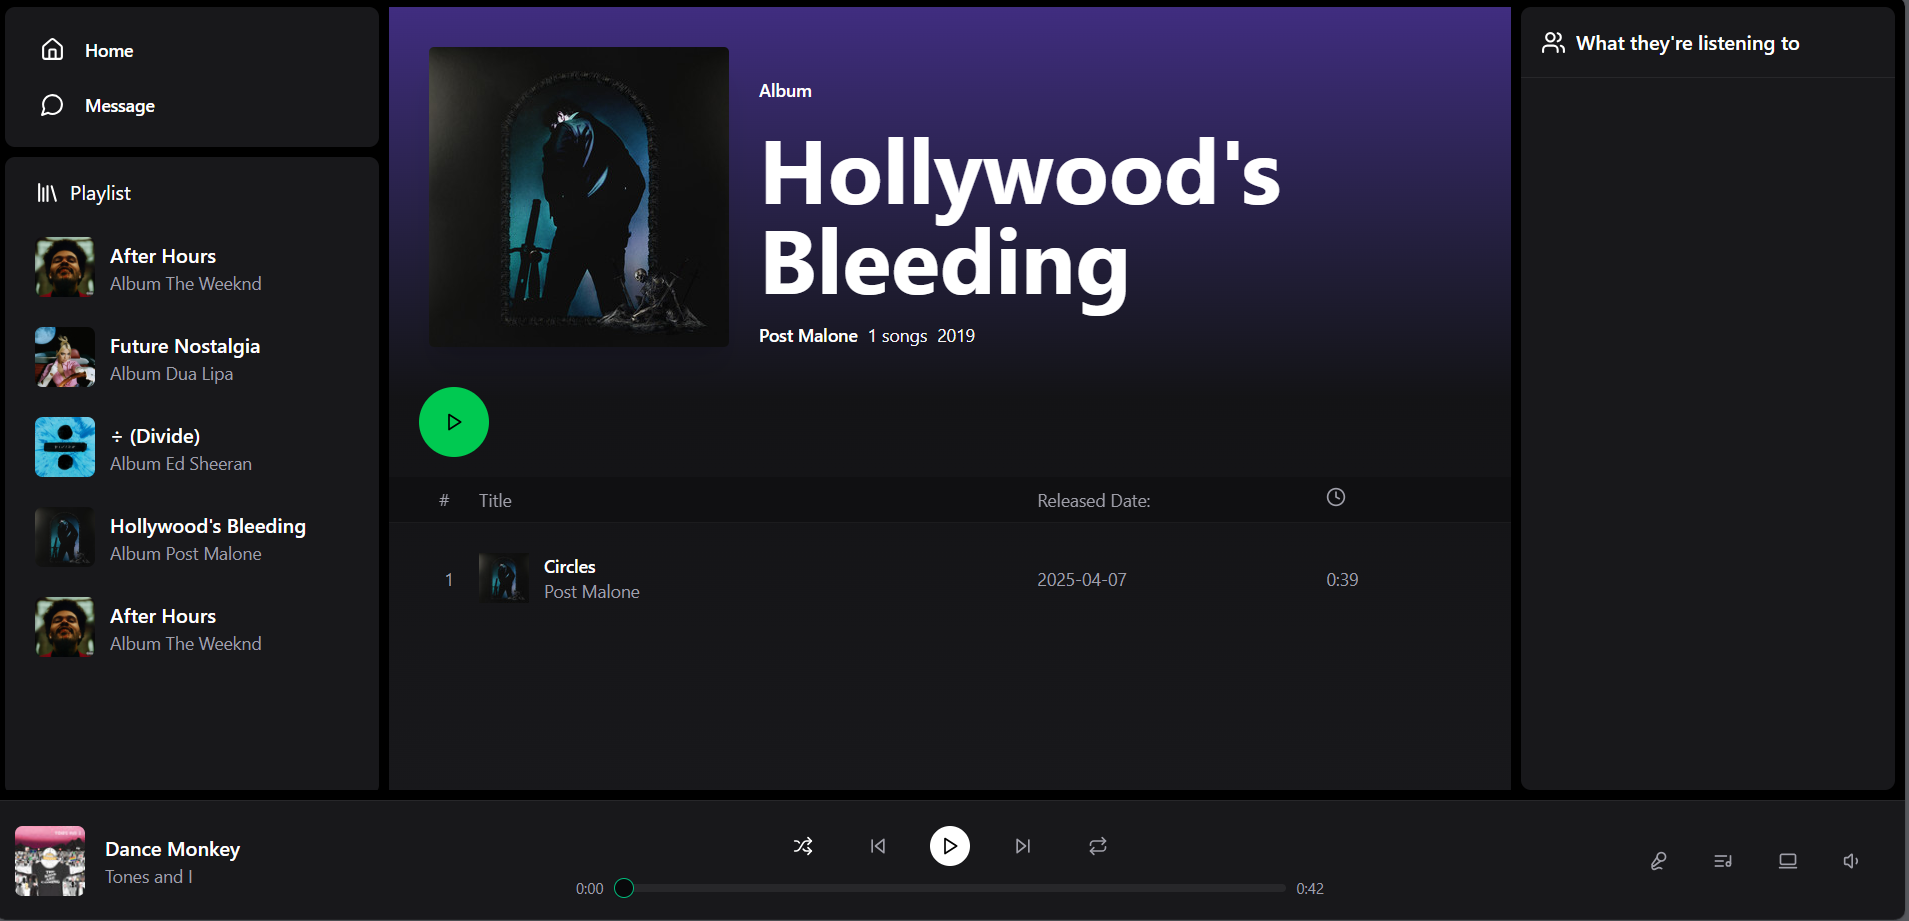 Home
Message
Playlist
After Hours
Album The Weeknd
Future Nostalgia
Album Dua Lipa
÷ (Divide)
Album Ed Sheeran
Hollywood's Bleeding
Album Post Malone
After Hours
Album The Weeknd
Album
Hollywood's
Bleeding
Post Malone 1 songs 2019
# Title Released Date:
1 Circles 2025-04-07 0:39
Post Malone
What they're listening to
Dance Monkey
Tones and I
0:00 0:42